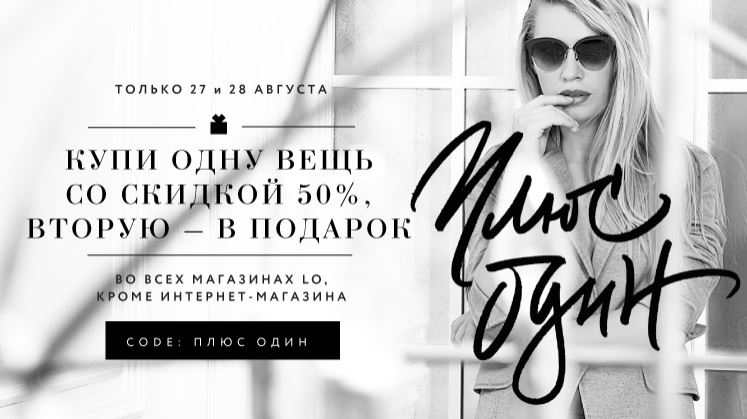 ТОЛЬКО 27 и 28 АВГУСТА
КУПИ ОДНУ ВЕЩЬ
СО СКИДКОЙ 50%,
ВТОРУЮ – В ПОДАРОК
ВО ВСЕХ МАГАЗИНАХ LO,
КРОМЕ ИНТЕРНЕТ-МАГАЗИНА
CODE: ПЛЮС ОДИН
Плюс
один